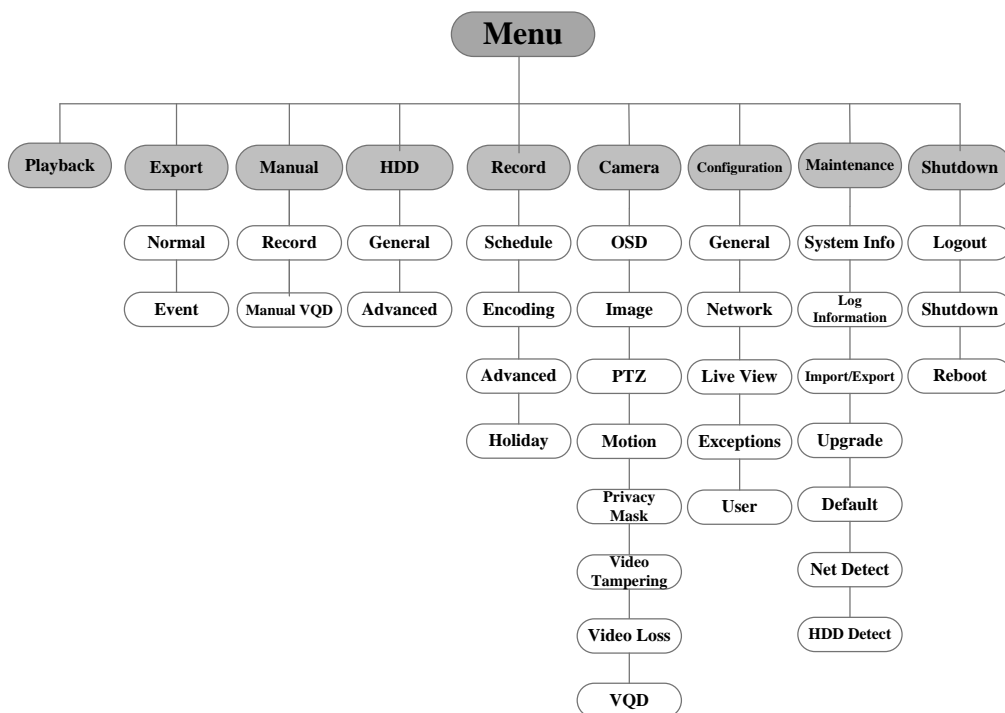 Menu
Playback
Export
Manual
HDD
Record
Camera
Configuration
Maintenance
Shutdown
Normal
Record
General
Schedule
OSD
General
System Info
Logout
Event
Manual VQD
Advanced
Encoding
Image
Network
Log
Information
Shutdown
Advanced
PTZ
Live View
Import/Export
Reboot
Holiday
Motion
Exceptions
Upgrade
Privacy
Mask
User
Default
Video
Tampering
Net Detect
Video Loss
HDD Detect
VQD